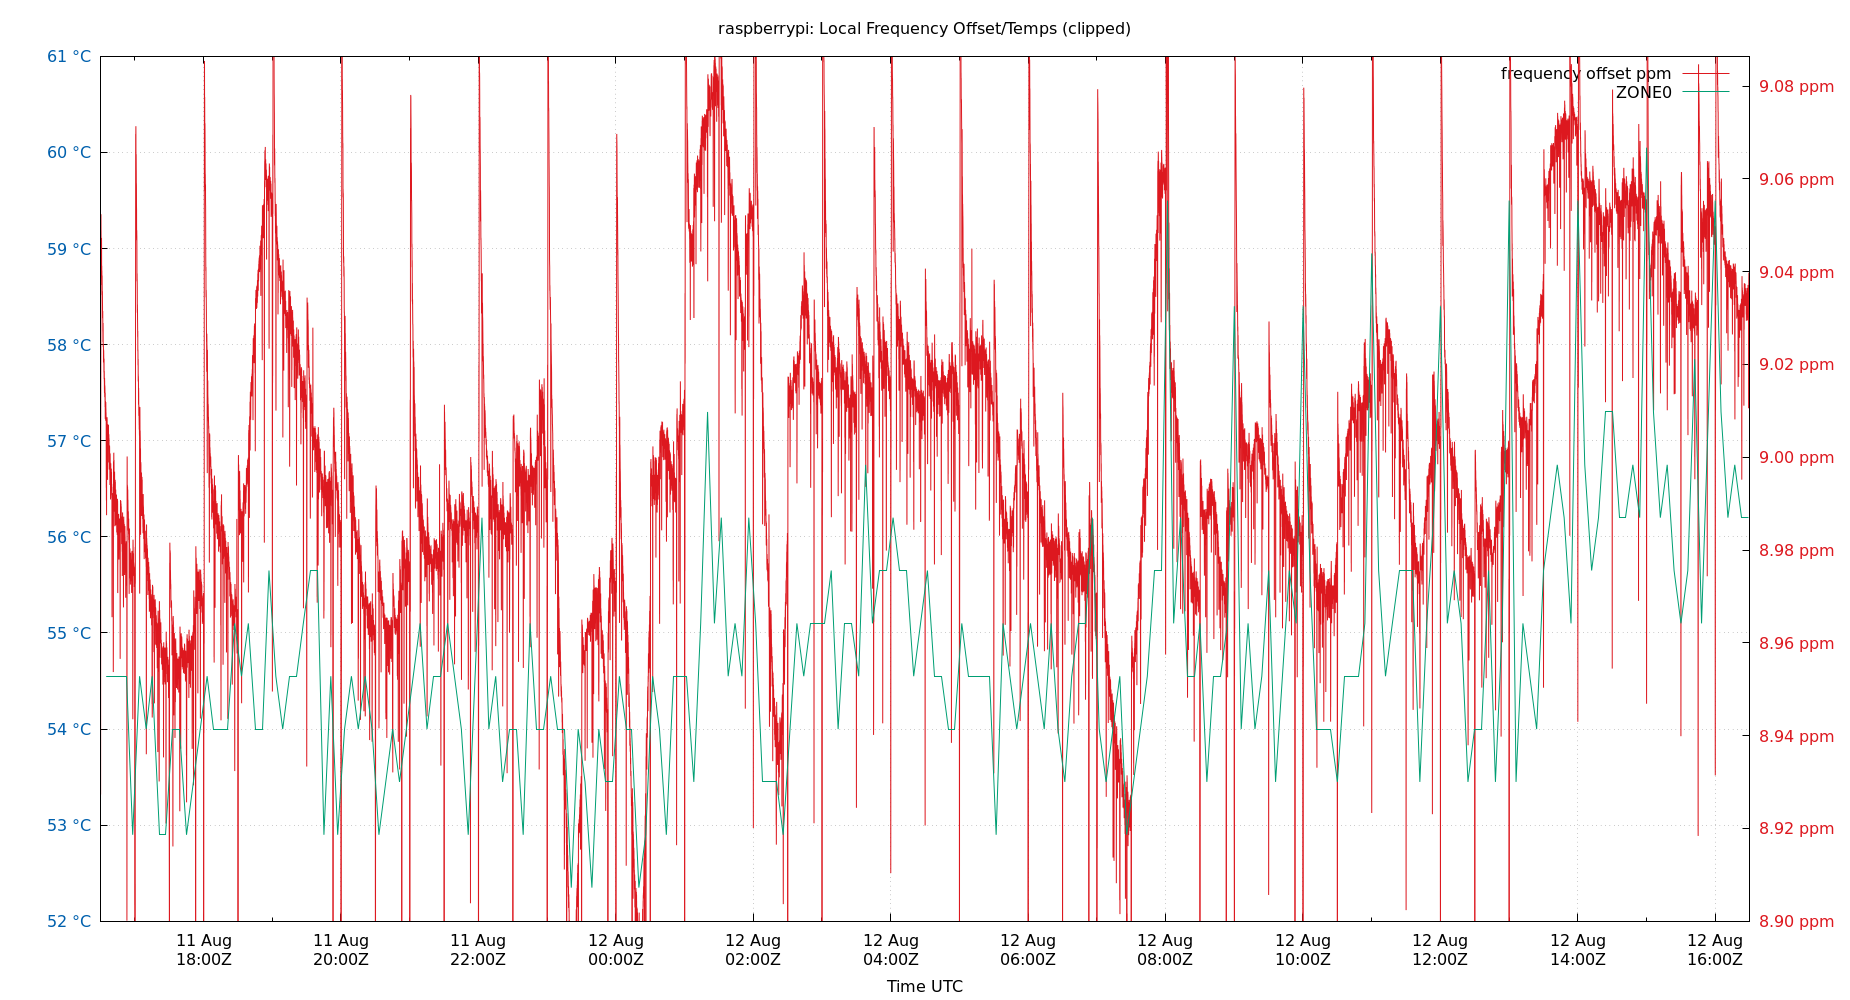 raspberrypi: Local Frequency Offset/Temps (clipped)
61 °C
60 °C
59 °C
58 °C
57 °C
56 °C
55 °C
54 °C
53 °C
52 °C
frequency offset ppm
ZONE0
9.08 ppm
9.06 ppm
9.04 ppm
9.02 ppm
9.00 ppm
8.98 ppm
8.96 ppm
8.94 ppm
8.92 ppm
8.90 ppm
11 Aug 11 Aug 11 Aug 12 Aug 12 Aug 12 Aug 12 Aug 12 Aug 12 Aug 12 Aug 12 Aug 12 Aug
18:00Z 20:00Z 22:00Z 00:00Z 02:00Z 04:00Z 06:00Z 08:00Z 10:00Z 12:00Z 14:00Z 16:00Z
Time UTC